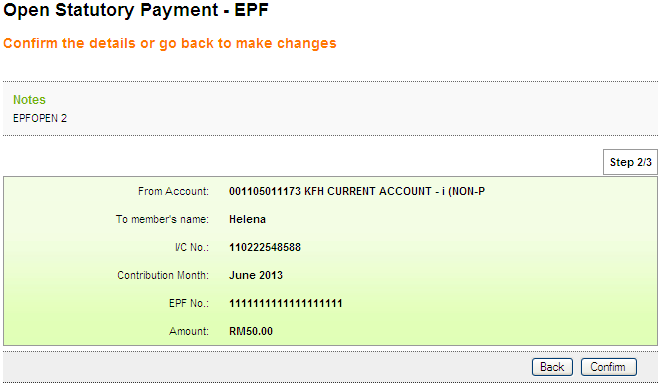 Open Statutory Payment - EPF
Confirm the details or go back to make changes
Notes
EPFOPEN 2
Step 2/3
From Account: 001105011173 KFH CURRENT ACCOUNT - i (NON-P
To member's name: Helena
I/C No.: 110222548588
Contribution Month: June 2013
EPF No.: 1111111111111111111
Amount: RM50.00
Back Confirm